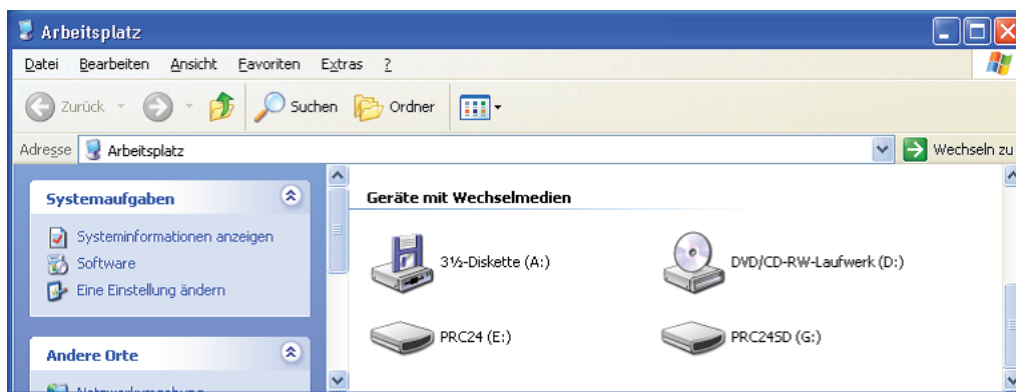 Arbeitsplatz
Datei Bearbeiten Ansicht Favoriten Extras ?
Zurück Suchen Ordner
Adresse Arbeitsplatz Wechseln zu
Systemaufgaben
Systeminformationen anzeigen
Software
Eine Einstellung ändern
Andere Orte
Netzwerkumgebung
Geräte mit Wechselmedien
3½-Diskette (A:)
DVD/CD-RW-Laufwerk (D:)
PRC24 (E:)
PRC24SD (G:)